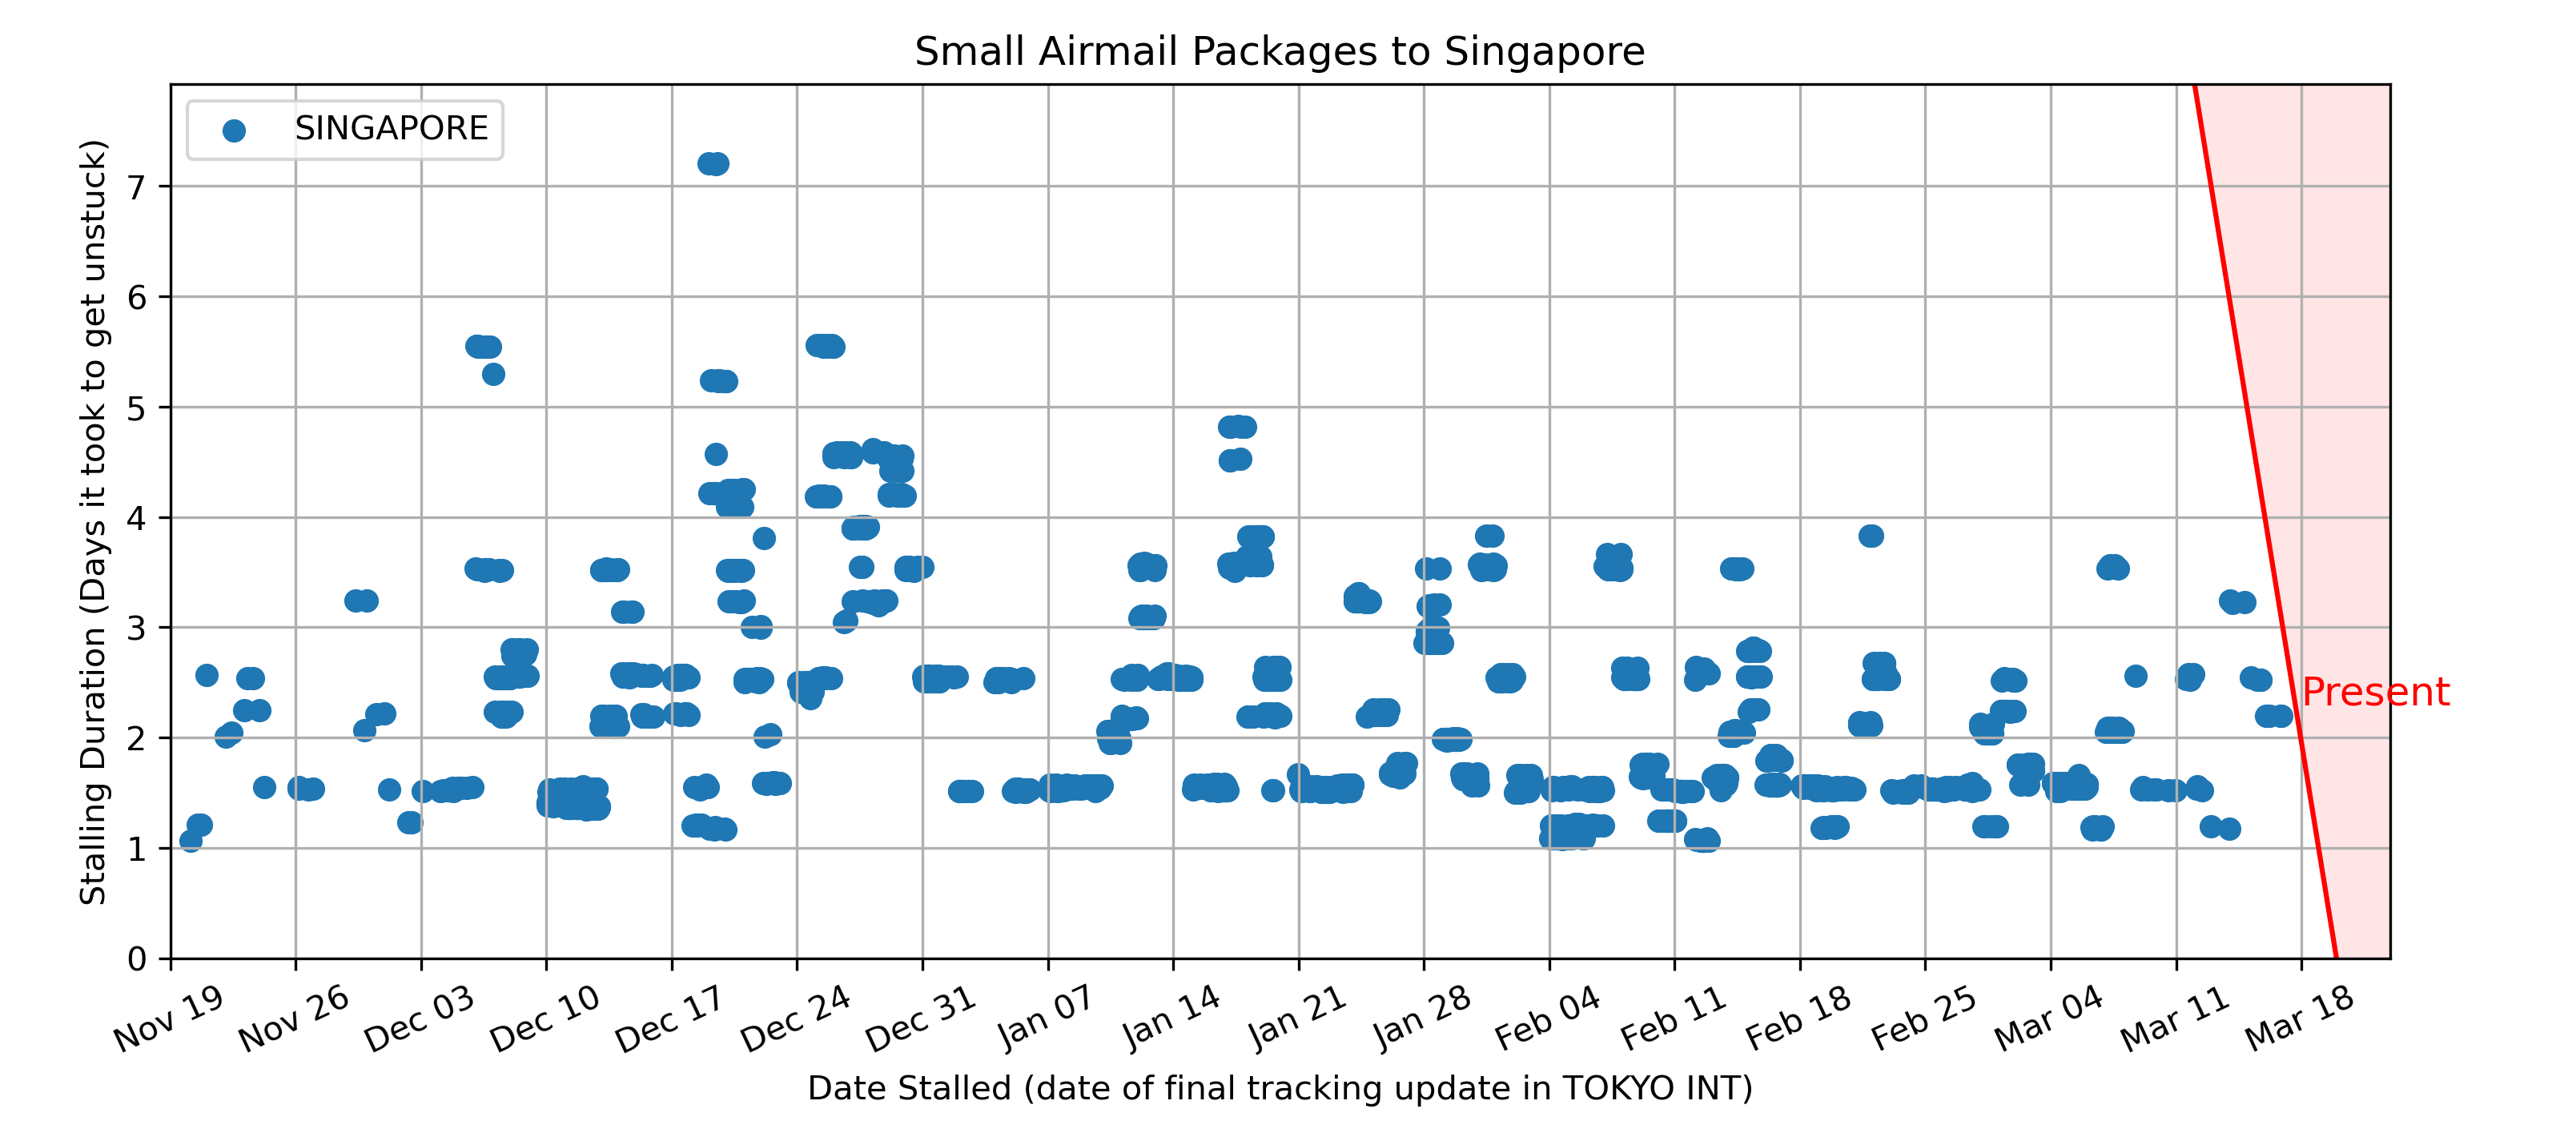 Small Airmail Packages to Singapore
SINGAPORE
Stalling Duration (Days it took to get unstuck)
7
6
5
4
3
2
1
0
Present
Nov 19
Nov 26
Dec 03
Dec 10
Dec 17
Dec 24
Dec 31
Jan 07
Jan 14
Jan 21
Jan 28
Feb 04
Feb 11
Feb 18
Feb 25
Mar 04
Mar 11
Mar 18
Date Stalled (date of final tracking update in TOKYO INT)